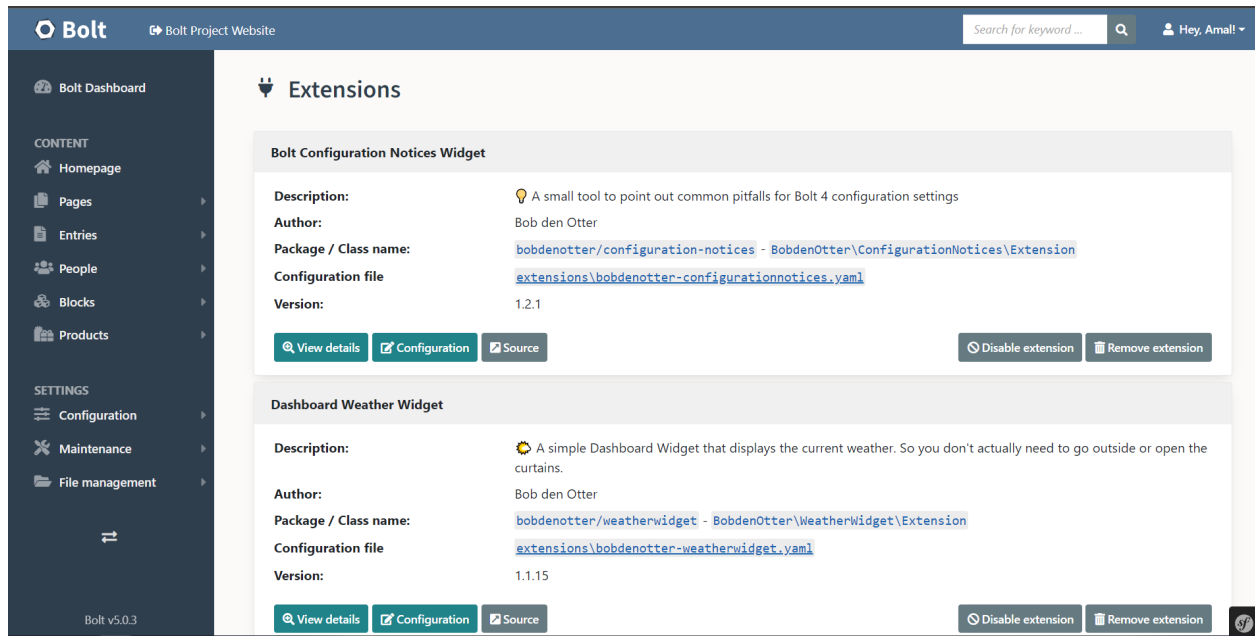 Bolt
Bolt Project Website
Search for keyword ...
Hey, Amal!
Bolt Dashboard
CONTENT
Homepage
Pages
Entries
People
Blocks
Products
SETTINGS
Configuration
Maintenance
File management
Bolt v5.0.3
Extensions
Bolt Configuration Notices Widget
Description: A small tool to point out common pitfalls for Bolt 4 configuration settings
Author: Bob den Otter
Package / Class name: bobdenotter/configuration-notices - BobdenOtter\ConfigurationNotices\Extension
Configuration file extensions\bobdenotter-configurationnotices.yaml
Version: 1.2.1
View details Configuration Source Disable extension Remove extension
Dashboard Weather Widget
Description: A simple Dashboard Widget that displays the current weather. So you don't actually need to go outside or open the
curtains.
Author: Bob den Otter
Package / Class name: bobdenotter/weatherwidget - BobdenOtter\WeatherWidget\Extension
Configuration file extensions\bobdenotter-weatherwidget.yaml
Version: 1.1.15
View details Configuration Source Disable extension Remove extension
sf